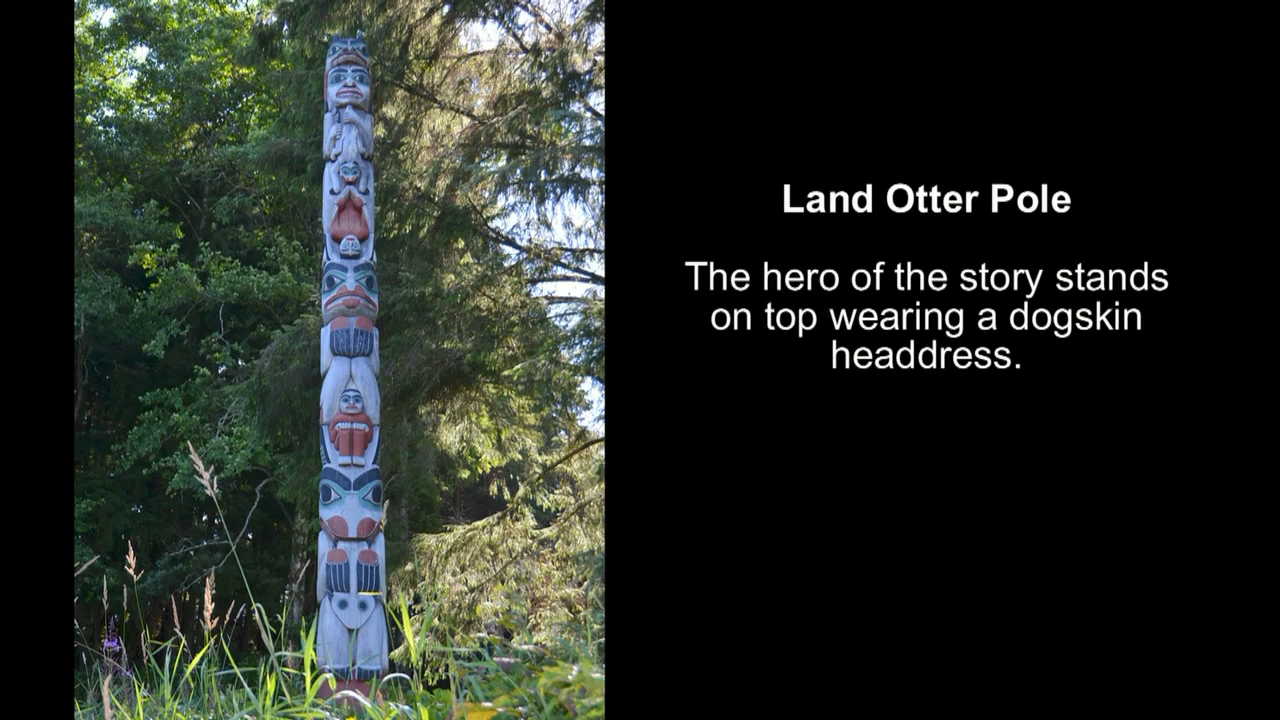 Land Otter Pole
The hero of the story stands
on top wearing a dogskin
headdress.